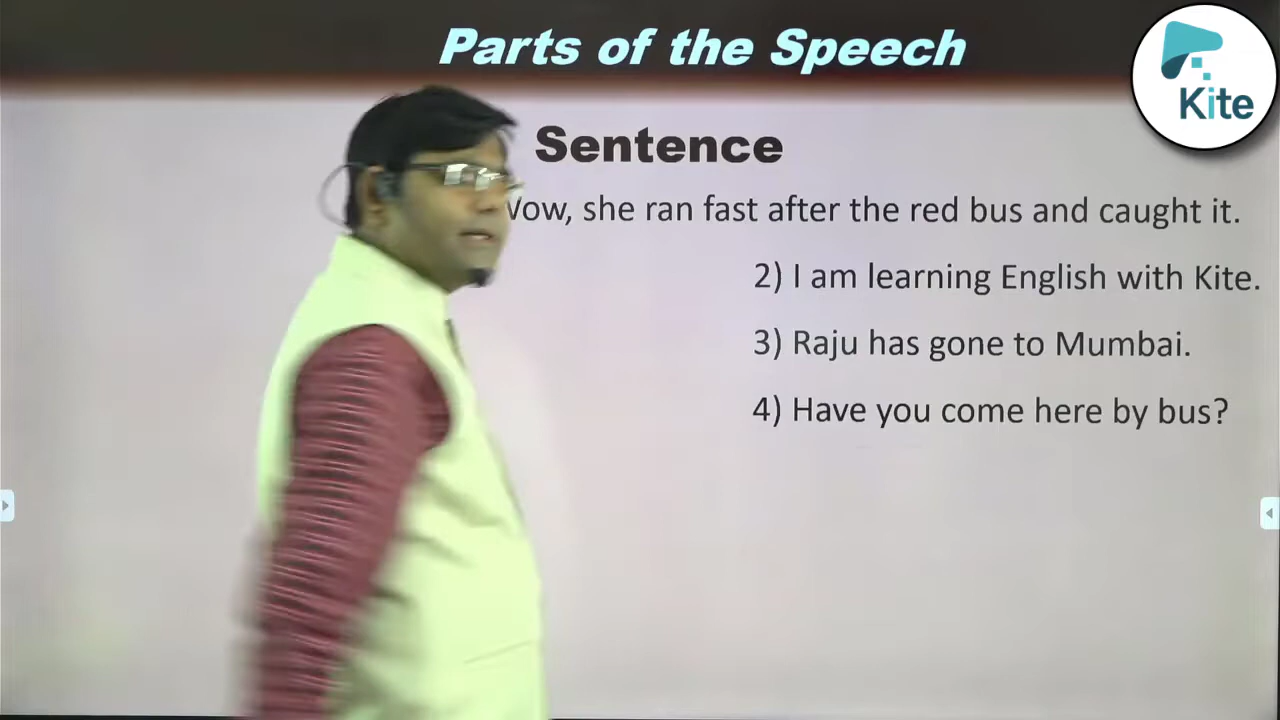 Parts of the Speech
Kite
Sentence
she ran fast after the red bus and caught it.
2) I am learning English with Kite.
3) Raju has gone to Mumbai.
4) Have you come here by bus?